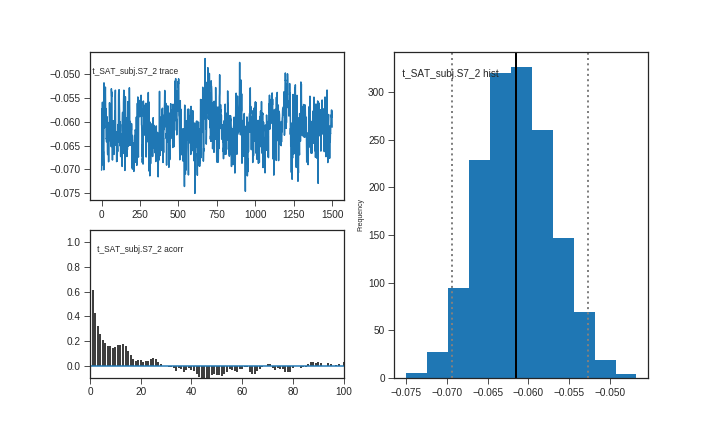 t_SAT_subj.S7_2 trace
−0.050
−0.055
−0.060
−0.065
−0.070
−0.075
0 250 500 750 1000 1250 1500
t_SAT_subj.S7_2 acorr
1.0
0.8
0.6
0.4
0.2
0.0
0 20 40 60 80 100
t_SAT_subj.S7_2 hist
Frequency
300
250
200
150
100
50
0
−0.075 −0.070 −0.065 −0.060 −0.055 −0.050